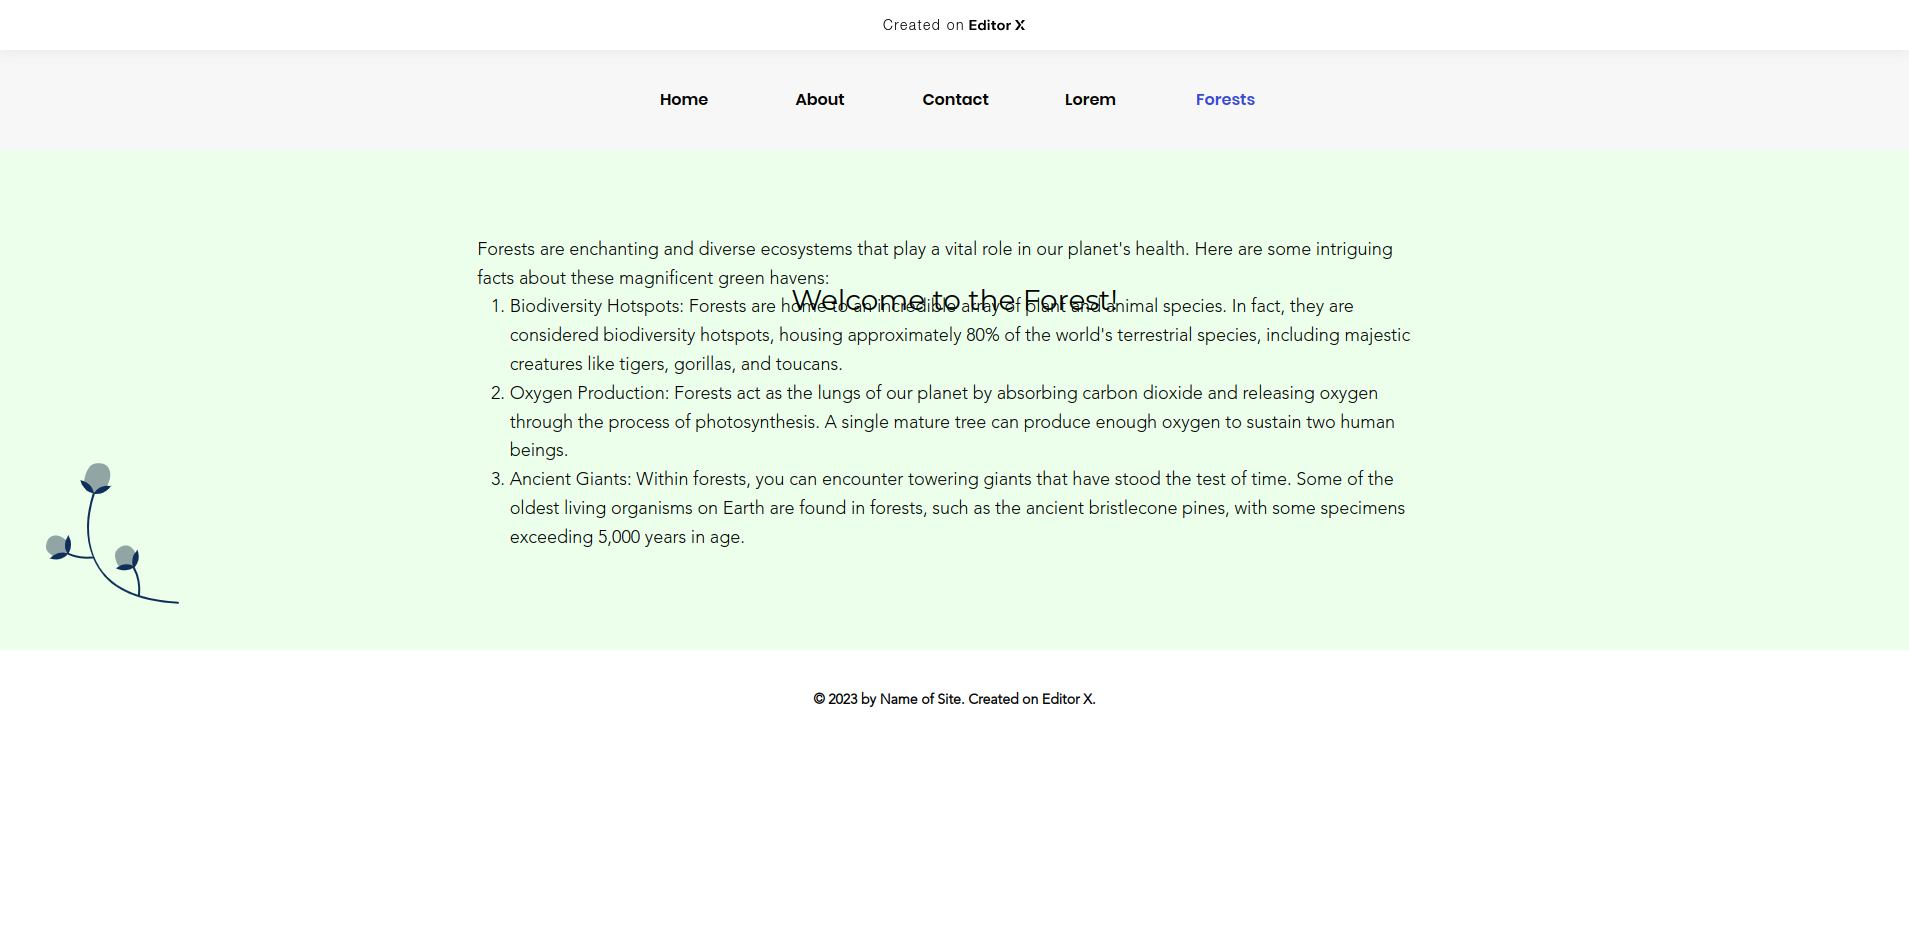 Created on Editor X
Home About Contact Lorem Forests
Forests are enchanting and diverse ecosystems that play a vital role in our planet's health. Here are some intriguing
facts about these magnificent green havens:
Welcome to the Forest!
1. Biodiversity Hotspots: Forests are home to an incredible array of plant and animal species. In fact, they are
considered biodiversity hotspots, housing approximately 80% of the world's terrestrial species, including majestic
creatures like tigers, gorillas, and toucans.
2. Oxygen Production: Forests act as the lungs of our planet by absorbing carbon dioxide and releasing oxygen
through the process of photosynthesis. A single mature tree can produce enough oxygen to sustain two human
beings.
3. Ancient Giants: Within forests, you can encounter towering giants that have stood the test of time. Some of the
oldest living organisms on Earth are found in forests, such as the ancient bristlecone pines, with some specimens
exceeding 5,000 years in age.
© 2023 by Name of Site. Created on Editor X.